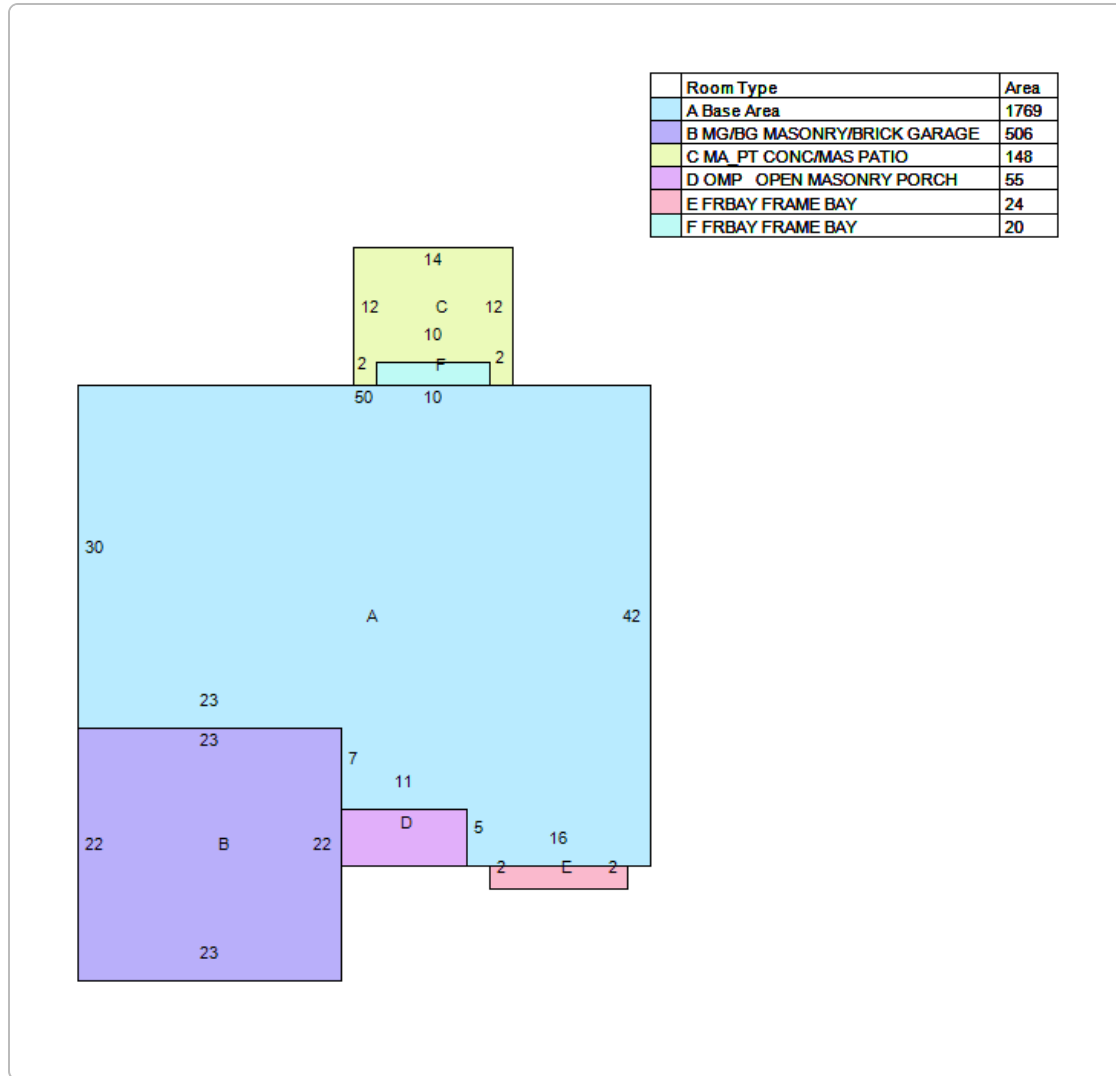 Room Type Area
A Base Area 1769
B MG/BG MASONRY/BRICK GARAGE 506
C MA_PT CONC/MAS PATIO 148
D OMP OPEN MASONRY PORCH 55
E FRBAY FRAME BAY 24
F FRBAY FRAME BAY 20
14
12 C 12
10
2 F 2
50 10
30
A 42
23
23
7
11
D
5
22 B 22
16
2 E 2
23